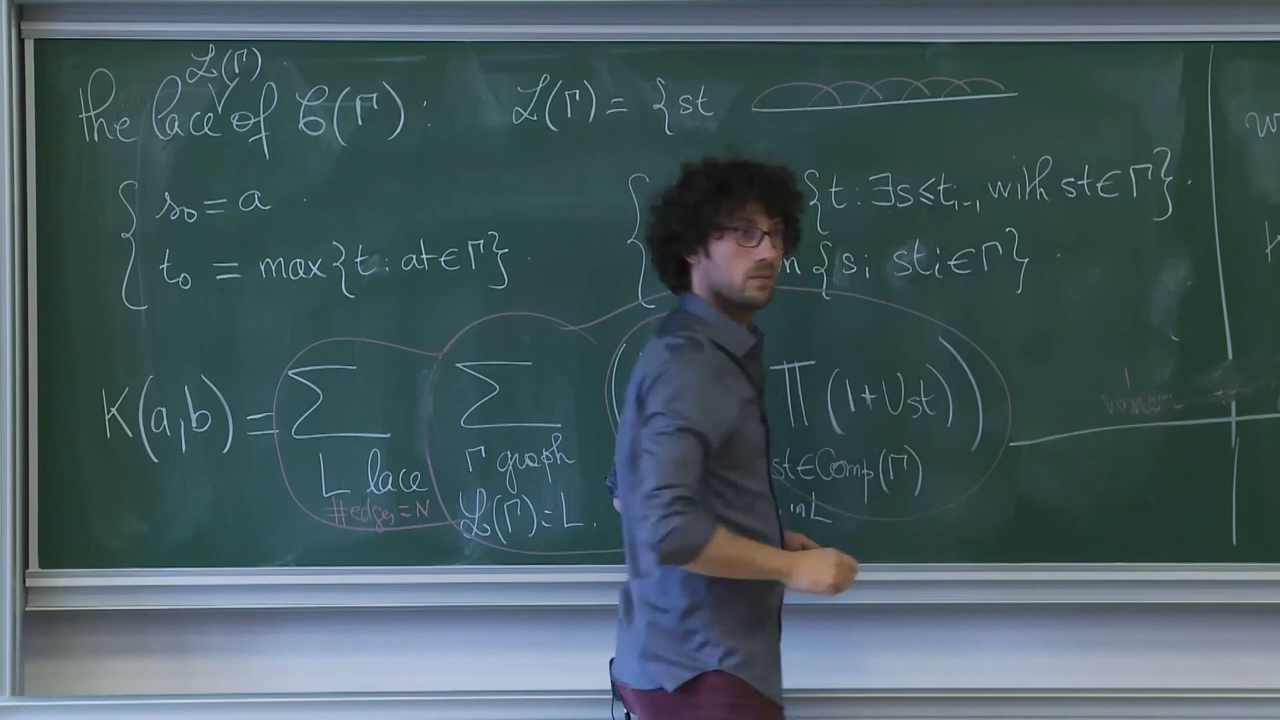 ℒ(Γ)
the lace of 𝒞(Γ): ℒ(Γ) = {st
{ s₀ = a
t₀ = max{t : at ∈ Γ}
{t : ∃s ≤ tᵢ₋₁, with st ∈ Γ}.
{s; stᵢ ∈ Γ}
K(a,b) = Σ Σ ( ∏ (1+Ust) )
L lace Γ graph st ∈ Comp(Γ)
#edges = N ℒ(Γ) = L. in L